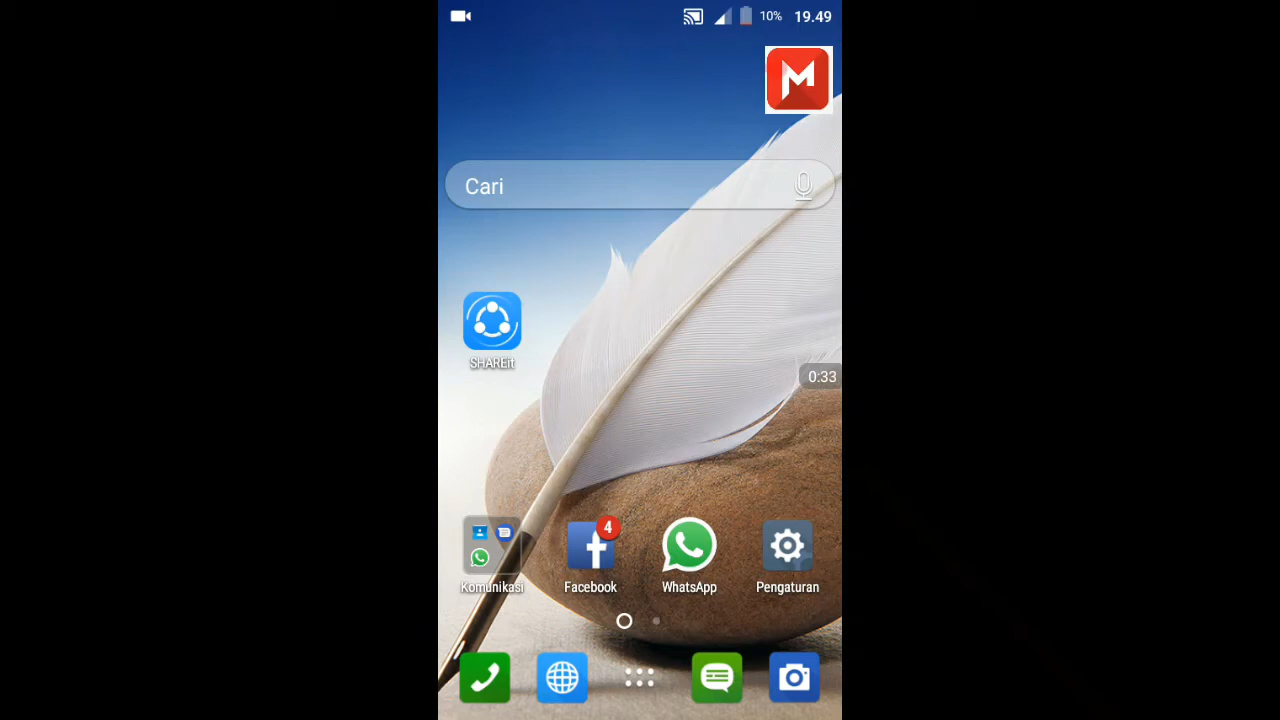 10% 19.49
M
Cari
SHAREit
0:33
4
Komunikasi Facebook WhatsApp Pengaturan